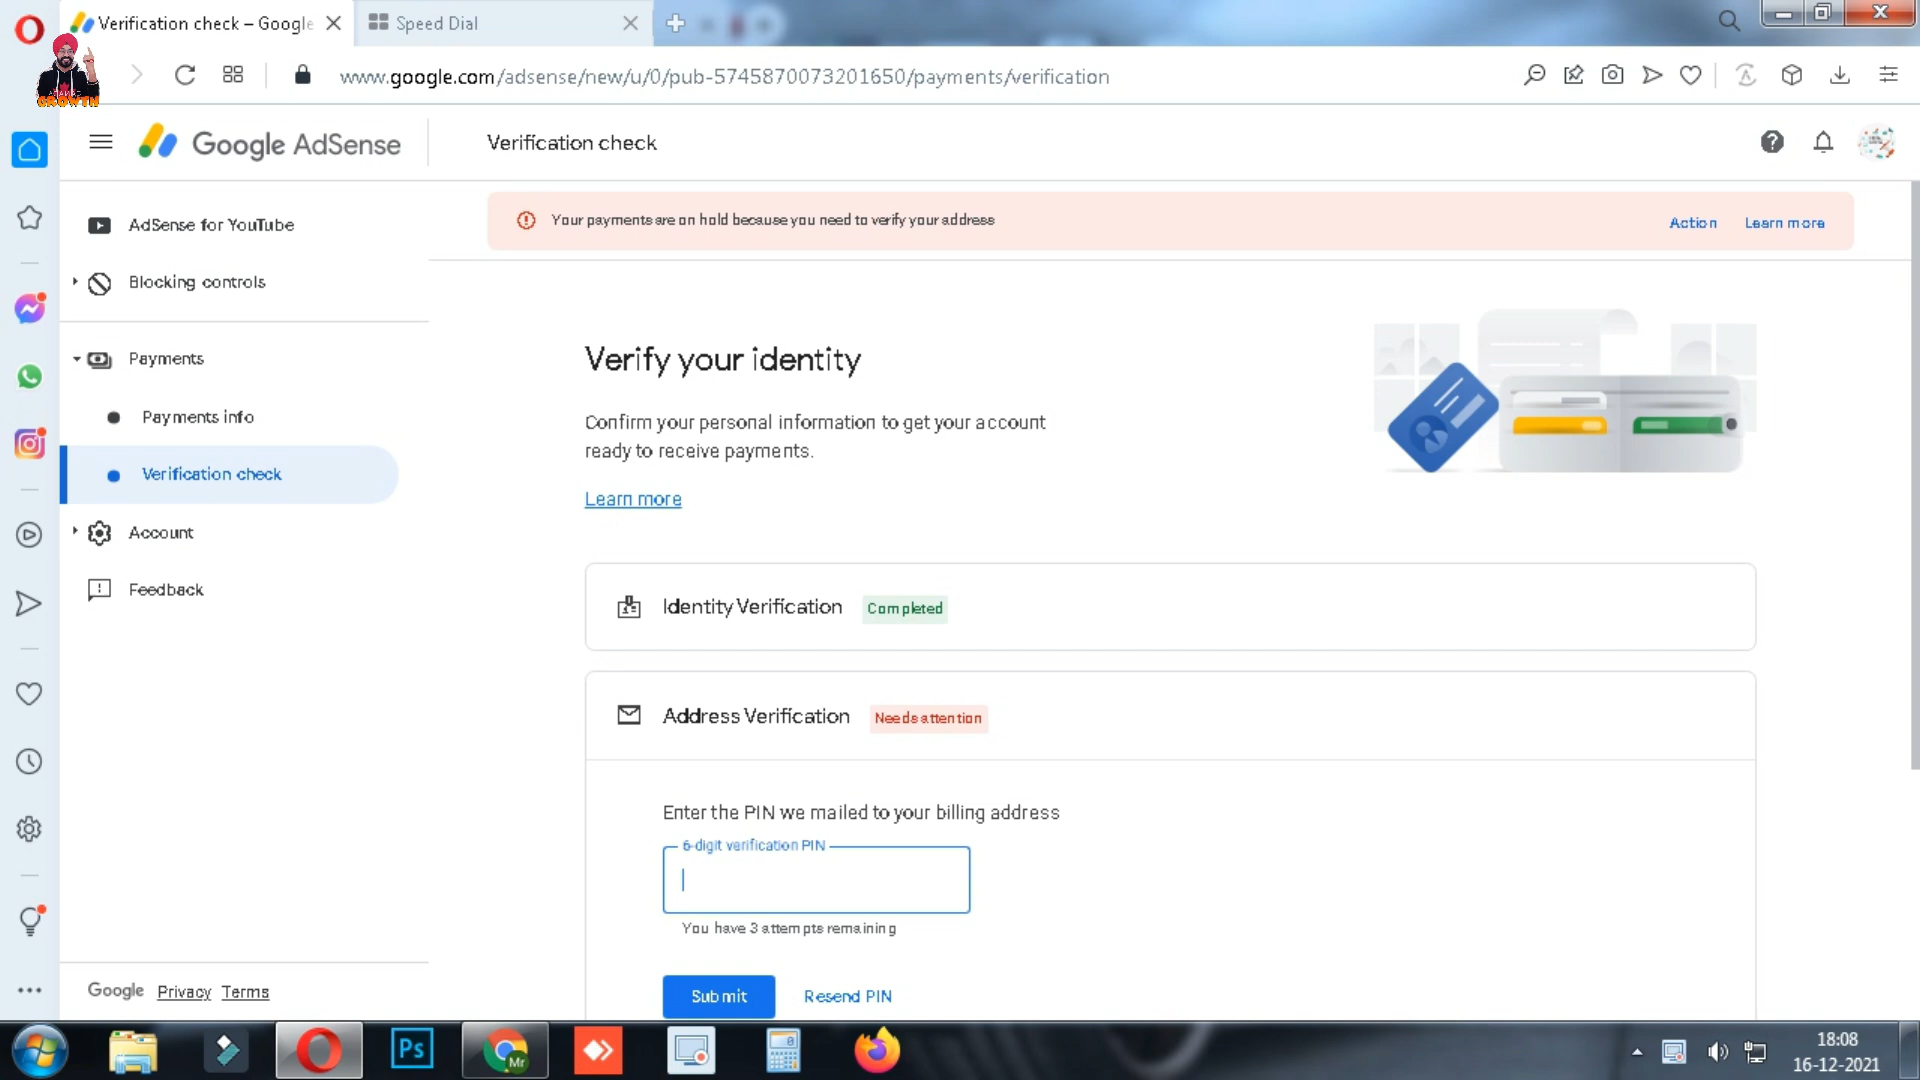 Verification check – Google
Speed Dial
www.google.com/adsense/new/u/0/pub-5745870073201650/payments/verification
GROWTH
Google AdSense
Verification check
AdSense for YouTube
Blocking controls
Payments
Payments info
Verification check
Account
Feedback
Google Privacy Terms
Your payments are on hold because you need to verify your address
Action Learn more
Verify your identity
Confirm your personal information to get your account
ready to receive payments.
Learn more
Identity Verification Completed
Address Verification Needs attention
Enter the PIN we mailed to your billing address
6-digit verification PIN
You have 3 attempts remaining
Submit Resend PIN
Ps
Mr
18:08
16-12-2021